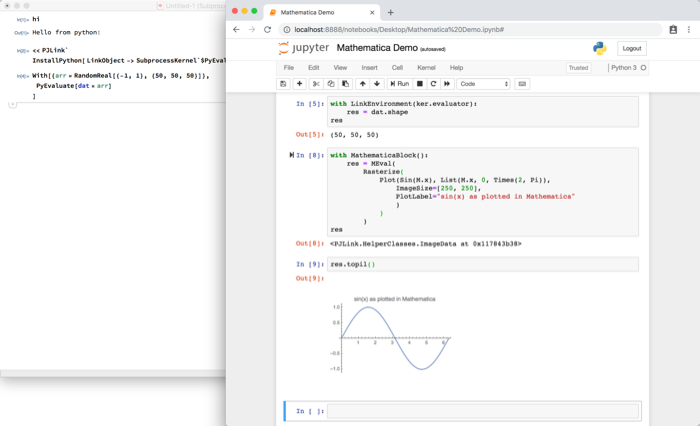 Untitled-1 (Subproce
In[1]:= hi
Out[1]= Hello from python!
<< PJLink`
InstallPython[LinkObject -> SubprocessKernel`$PyEval
With[{arr = RandomReal[{-1, 1}, {50, 50, 50}]},
PyEvaluate[dat = arr]
]
Mathematica Demo
localhost:8888/notebooks/Desktop/Mathematica%20Demo.ipynb#
jupyter Mathematica Demo (autosaved)
Logout
File Edit View Insert Cell Kernel Help Trusted Python 3
Run Code
In [5]: with LinkEnvironment(ker.evaluator):
res = dat.shape
res
Out[5]: (50, 50, 50)
In [8]: with MathematicaBlock():
res = MEval(
Rasterize(
Plot(Sin(M.x), List(M.x, 0, Times(2, Pi)),
ImageSize=[250, 250],
PlotLabel="sin(x) as plotted in Mathematica"
)
)
)
res
Out[8]: <PJLink.HelperClasses.ImageData at 0x117843b38>
In [9]: res.topil()
Out[9]:
sin(x) as plotted in Mathematica
1.0
0.5
1 2 3 4 5 6
-0.5
-1.0
In [ ]: